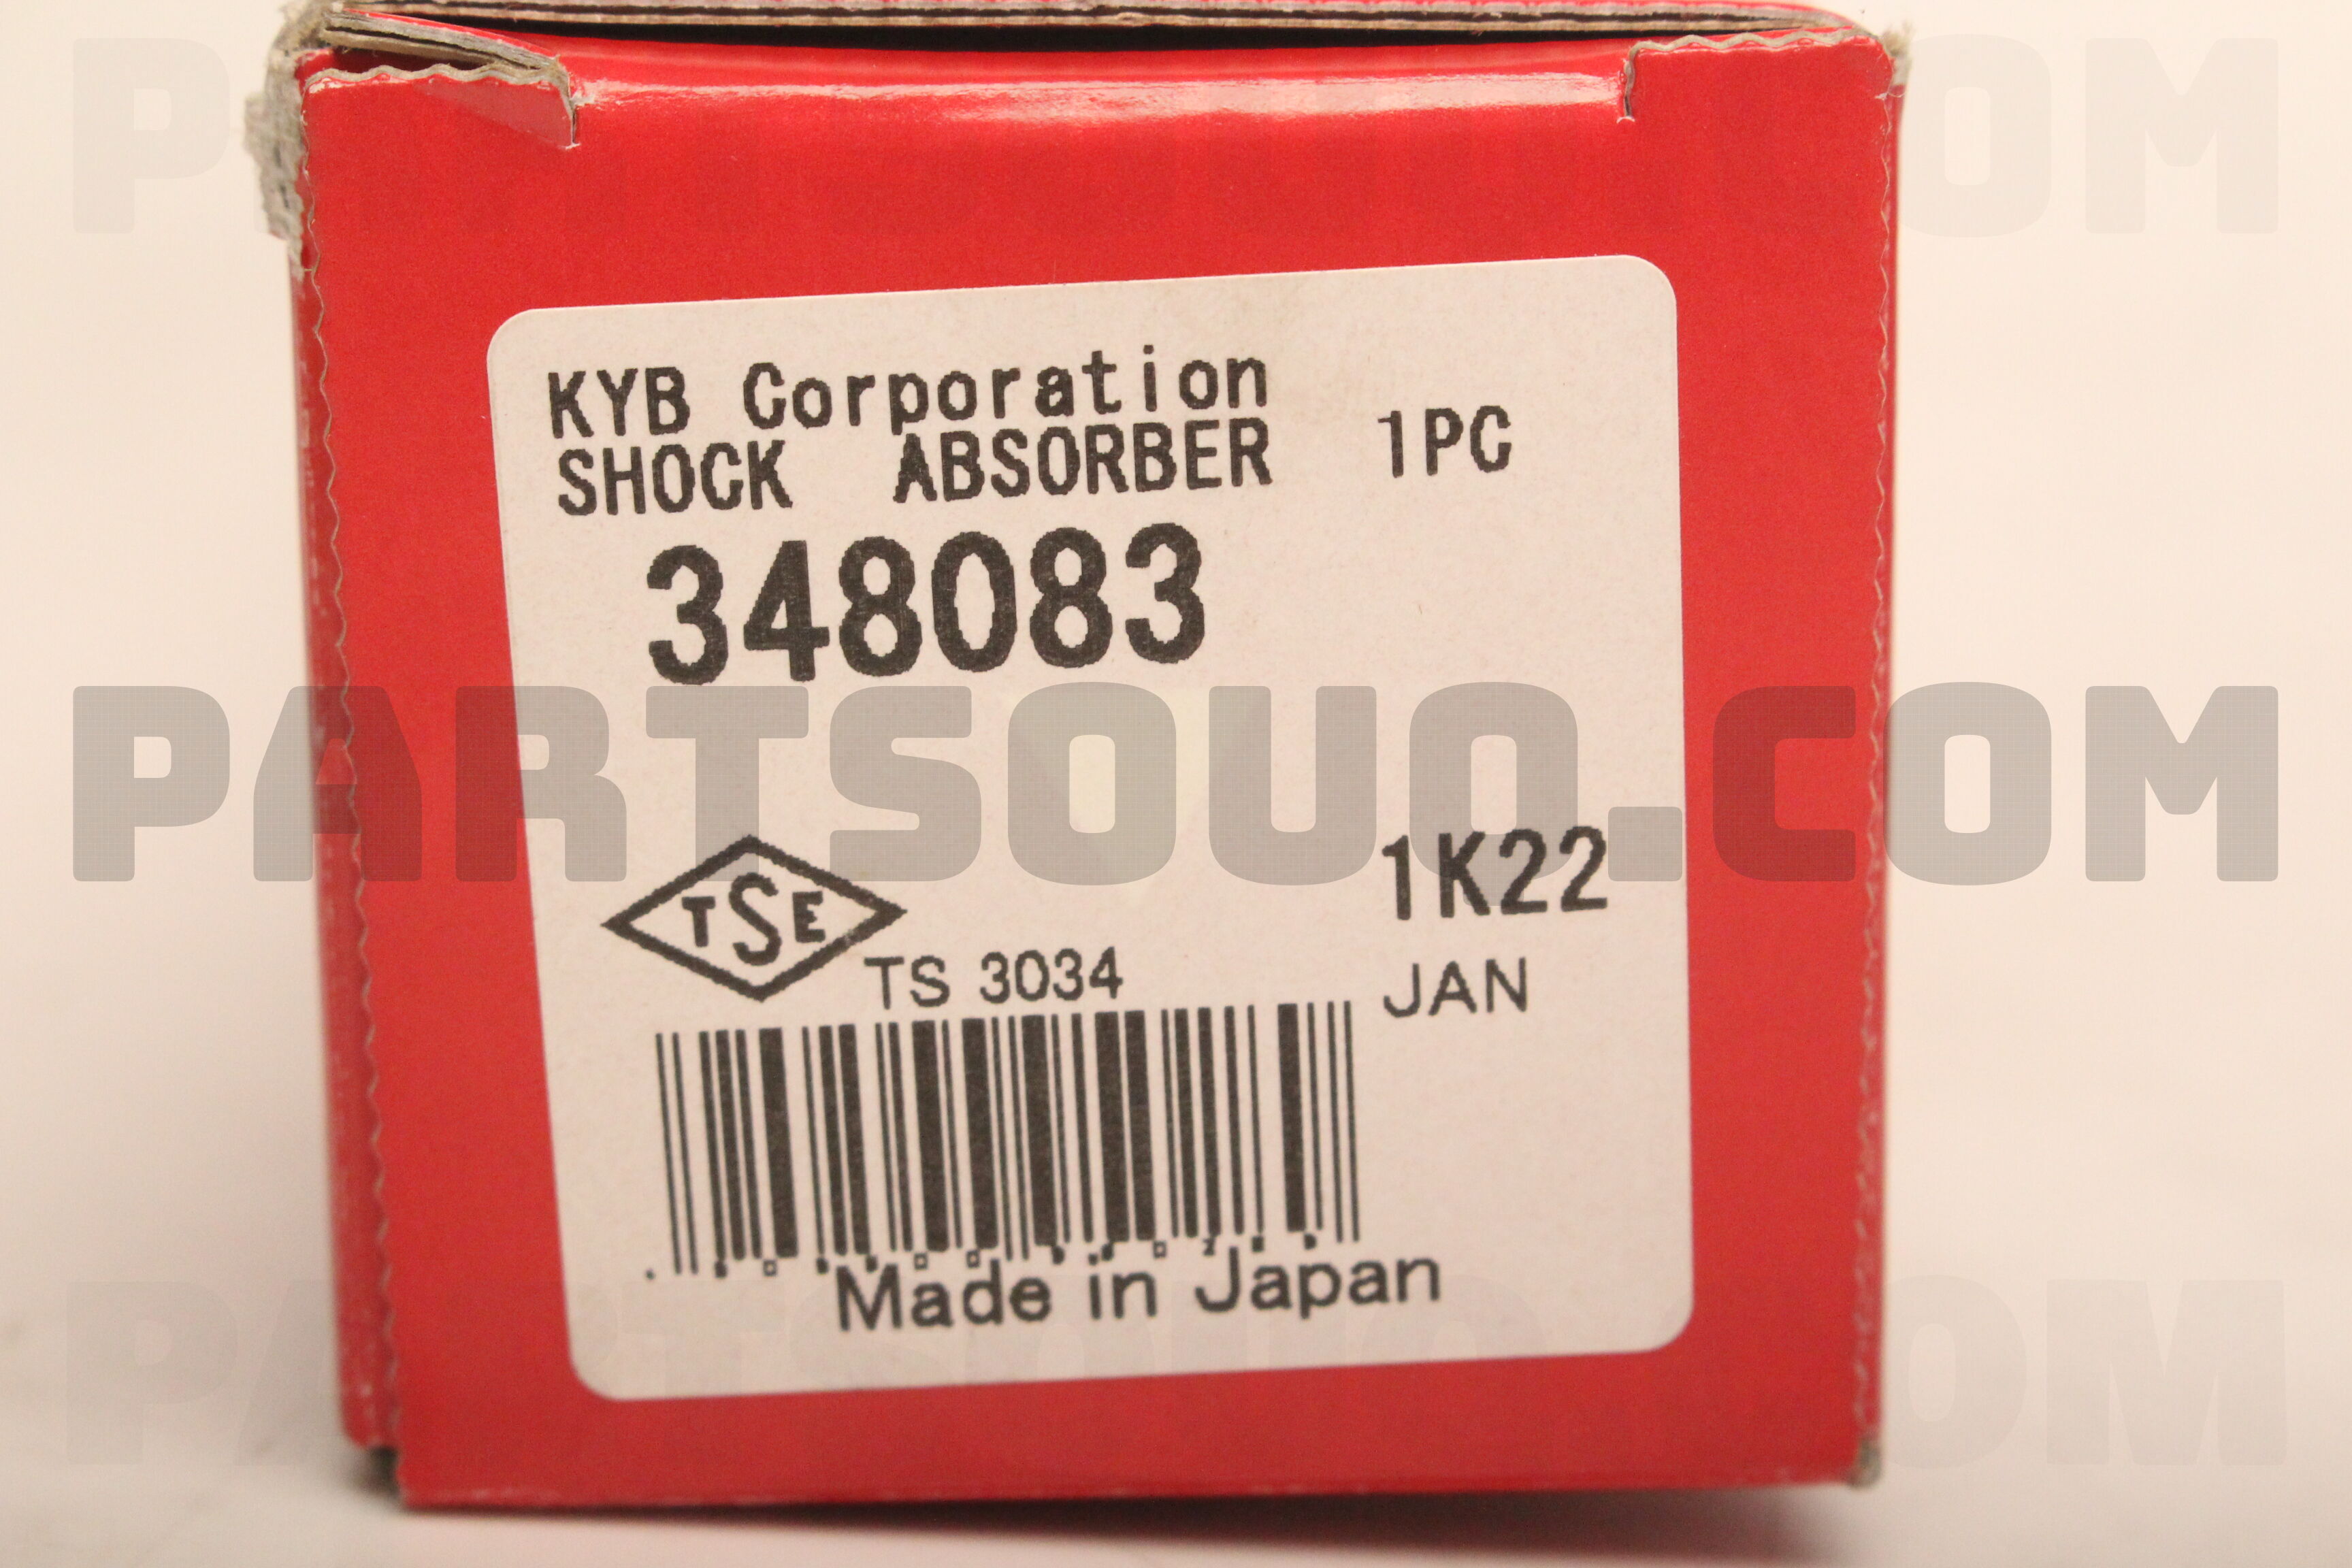 KYB Corporation
SHOCK ABSORBER 1PC
348083
PARTSOUQ.COM
1K22
TSE
TS 3034
JAN
Made in Japan